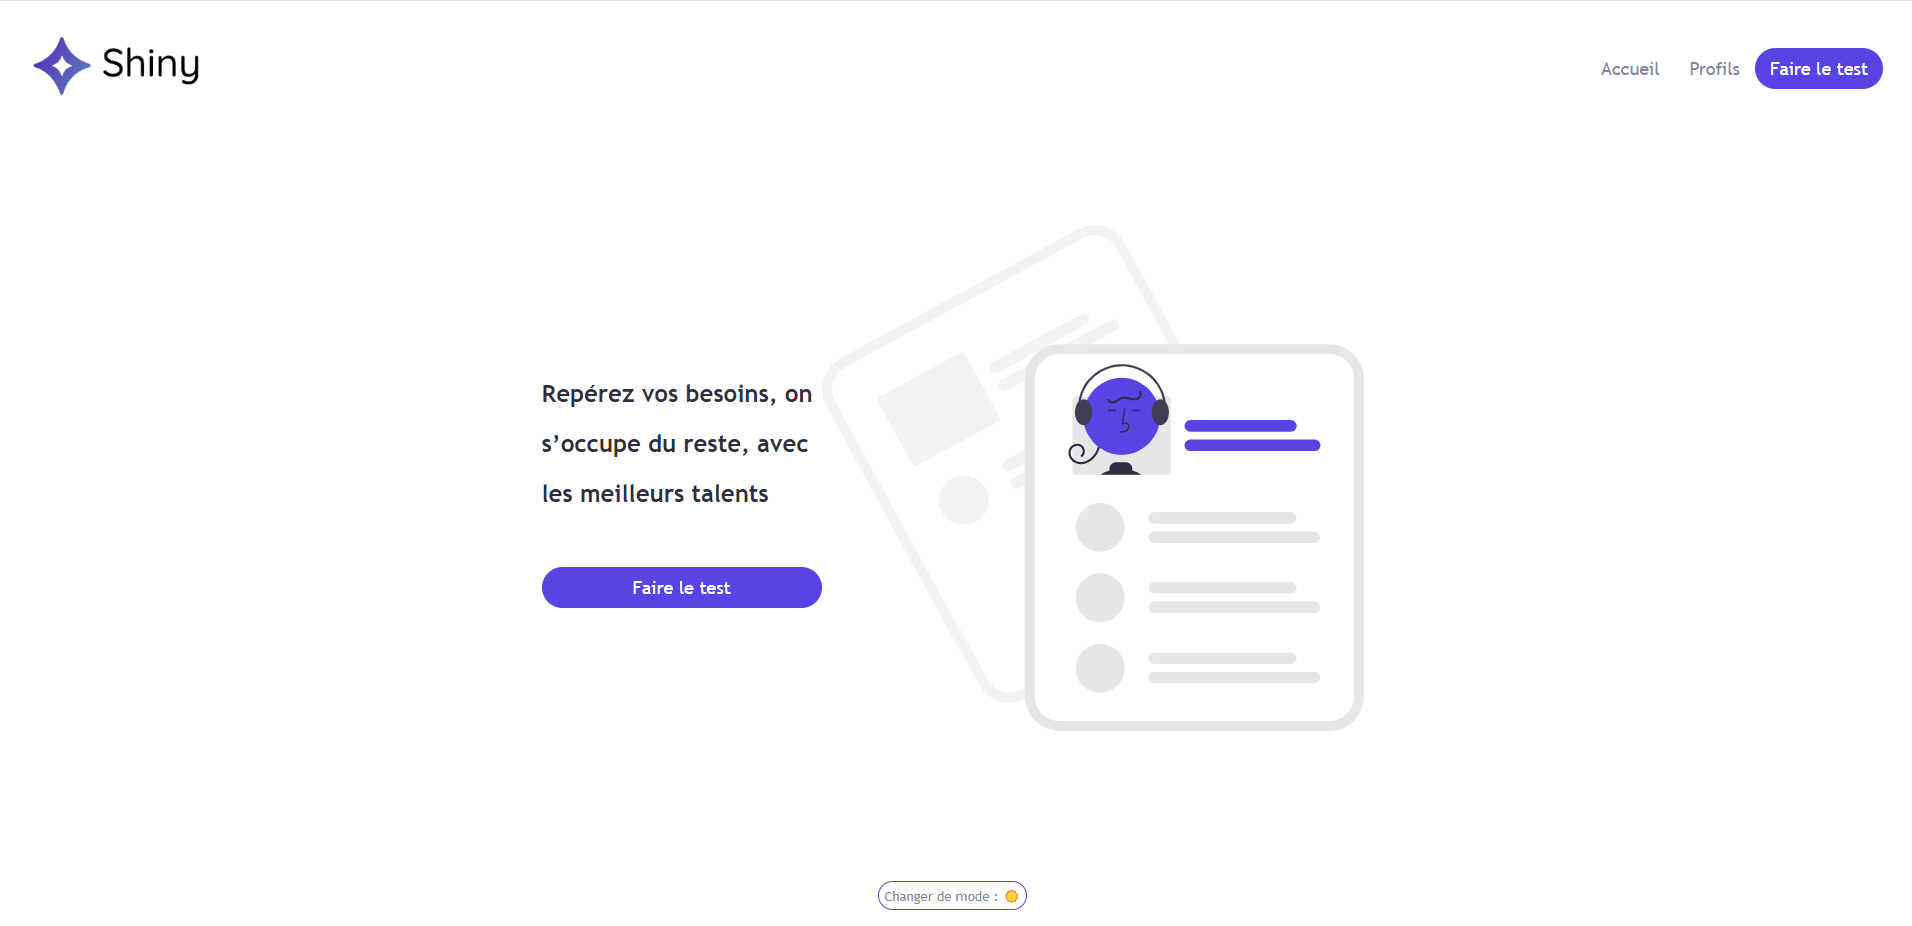 Shiny
Accueil
Profils
Faire le test
Repérez vos besoins, on
s’occupe du reste, avec
les meilleurs talents
Faire le test
Changer de mode : ☀️